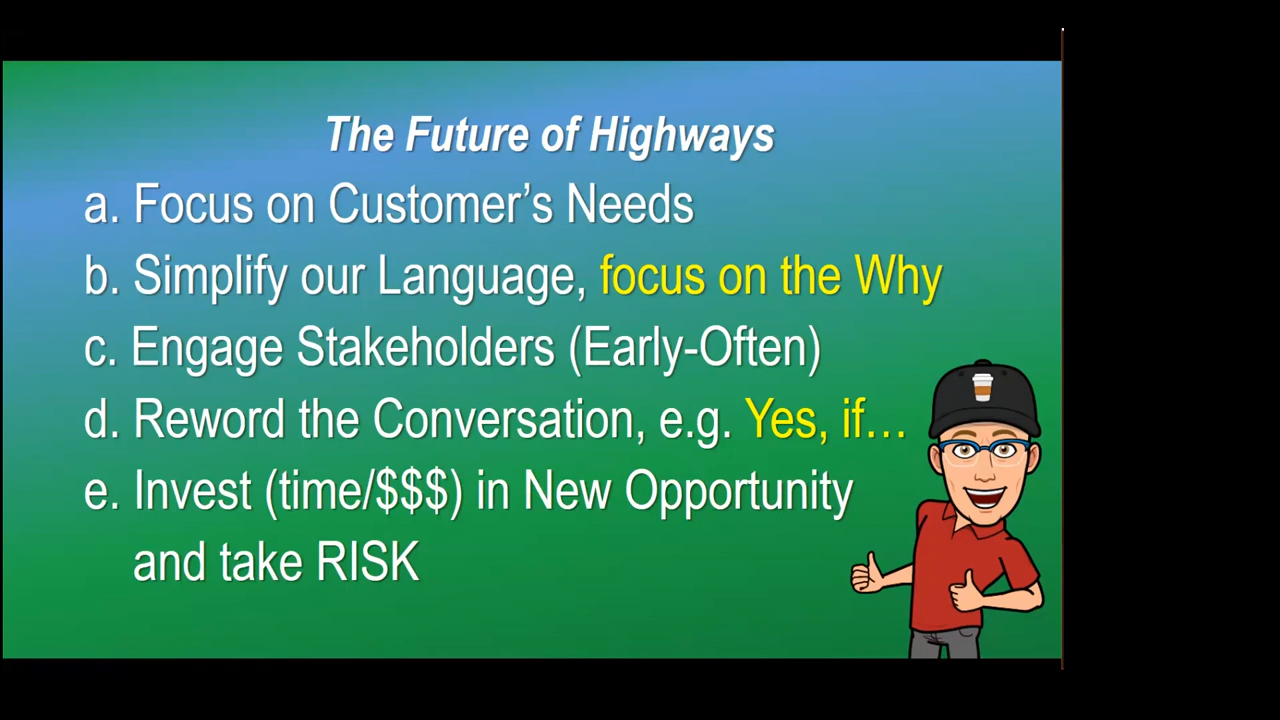 The Future of Highways
a. Focus on Customer’s Needs
b. Simplify our Language, focus on the Why
c. Engage Stakeholders (Early-Often)
d. Reword the Conversation, e.g. Yes, if…
e. Invest (time/$$$) in New Opportunity
and take RISK